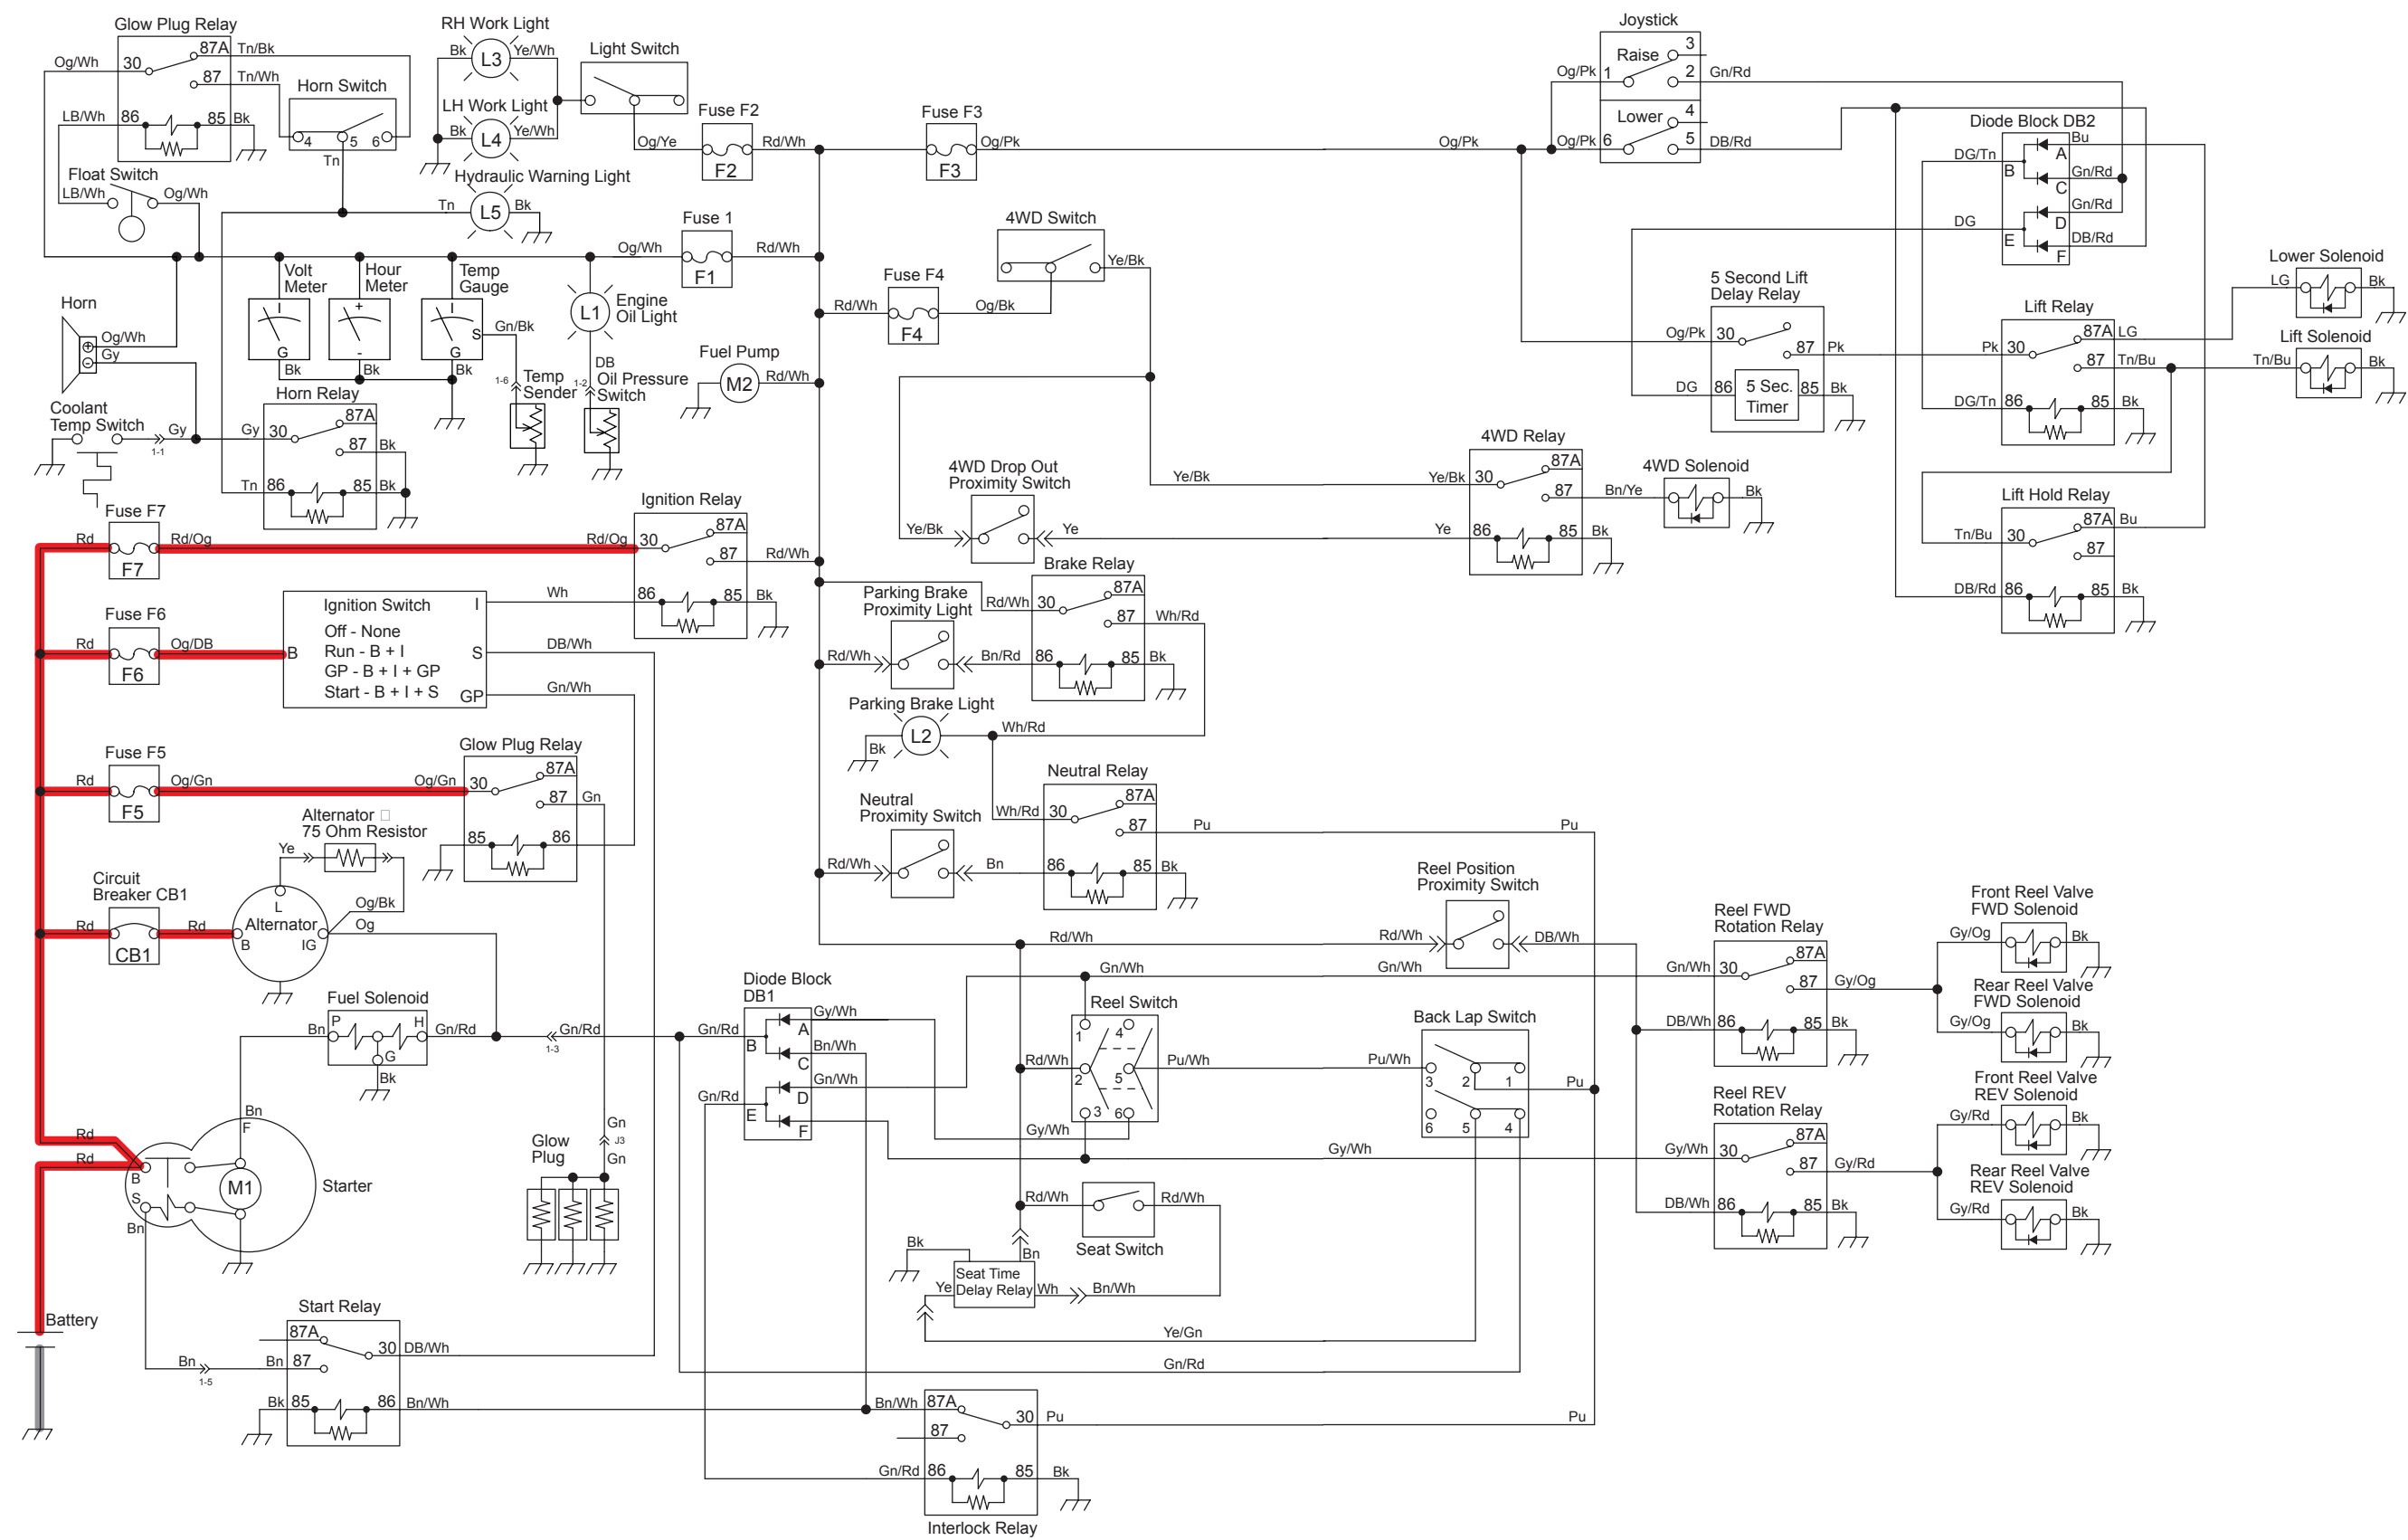 Glow Plug Relay
Og/Wh
30
87A
Tn/Bk
87
Tn/Wh
LB/Wh
86
85
Bk
Horn Switch
4
5
6
Tn
Float Switch
LB/Wh
Og/Wh
RH Work Light
Bk
L3
Ye/Wh
LH Work Light
Bk
L4
Ye/Wh
Hydraulic Warning Light
Tn
L5
Bk
Light Switch
Og/Ye
Fuse F2
F2
Rd/Wh
Fuse F3
F3
Og/Pk
Og/Pk
Joystick
Raise
3
Og/Pk
1
2
Gn/Rd
Lower
4
Og/Pk
6
5
DB/Rd
Diode Block DB2
DG/Tn
B
A
Bu
C
Gn/Rd
D
Gn/Rd
DG
E
F
DB/Rd
Fuse 1
Og/Wh
F1
Rd/Wh
4WD Switch
Ye/Bk
Fuse F4
Rd/Wh
F4
Og/Bk
Volt
Meter
I
G
Bk
Hour
Meter
+
-
Bk
Temp
Gauge
I
S
G
Bk
Gn/Bk
1-6
Temp
Sender
Engine
Oil Light
L1
DB
1-2
Oil Pressure
Switch
Fuel Pump
M2
Rd/Wh
Horn
Og/Wh
+
-
Gy
Coolant
Temp Switch
Gy
1-1
Horn Relay
Gy
30
87A
87
Bk
Tn
86
85
Bk
5 Second Lift
Delay Relay
Og/Pk
30
87
Pk
DG
86
5 Sec.
Timer
85
Bk
Lift Relay
Pk
30
87A
LG
87
Tn/Bu
DG/Tn
86
85
Bk
Lower Solenoid
LG
Bk
Lift Solenoid
Tn/Bu
Bk
Lift Hold Relay
Tn/Bu
30
87A
Bu
87
DB/Rd
86
85
Bk
4WD Drop Out
Proximity Switch
Ye/Bk
Ye
4WD Relay
Ye/Bk
Ye/Bk
30
87A
87
Bn/Ye
Ye
86
85
Bk
4WD Solenoid
Bk
Fuse F7
Rd
F7
Rd/Og
Ignition Relay
Rd/Og
30
87A
87
Rd/Wh
86
85
Bk
Fuse F6
Rd
F6
Og/DB
Ignition Switch
Off - None
Run - B + I
GP - B + I + GP
Start - B + I + S
B
I
S
GP
Wh
DB/Wh
Gn/Wh
Brake Relay
Rd/Wh
30
87A
87
Wh/Rd
86
85
Bk
Parking Brake
Proximity Light
Rd/Wh
Bn/Rd
Parking Brake Light
Bk
L2
Wh/Rd
Fuse F5
Rd
F5
Og/Gn
Glow Plug Relay
Og/Gn
30
87A
87
Gn
85
86
Neutral Relay
Wh/Rd
30
87A
87
Pu
Pu
86
85
Bk
Neutral
Proximity Switch
Rd/Wh
Bn
Alternator
75 Ohm Resistor
Ye
Og/Bk
Circuit
Breaker CB1
Rd
CB1
Rd
L
Alternator
B
IG
Og
Reel Position
Proximity Switch
Rd/Wh
Rd/Wh
DB/Wh
Reel FWD
Rotation Relay
Gn/Wh
30
87A
87
Gy/Og
DB/Wh
86
85
Bk
Front Reel Valve
FWD Solenoid
Gy/Og
Bk
Rear Reel Valve
FWD Solenoid
Gy/Og
Bk
Fuel Solenoid
Bn
P
H
G
Bk
Gn/Rd
1-3
Gn/Rd
Diode Block
DB1
Gn/Rd
B
A
Gy/Wh
C
Bn/Wh
D
Gn/Wh
Gn/Rd
E
F
Gn/Wh
Gn/Wh
Reel Switch
1
4
Rd/Wh
2
5
Pu/Wh
3
6
Gy/Wh
Gy/Wh
Back Lap Switch
Pu/Wh
3
2
1
Pu
6
5
4
Reel REV
Rotation Relay
Gy/Wh
30
87A
87
Gy/Rd
DB/Wh
86
85
Bk
Front Reel Valve
REV Solenoid
Gy/Rd
Bk
Rear Reel Valve
REV Solenoid
Gy/Rd
Bk
Rd
Rd
Bn
F
B
S
M1
Starter
Bn
Glow
Plug
Gn
J3
Gn
Rd/Wh
Rd/Wh
Seat Switch
Bk
Bn
Seat Time
Delay Relay
Ye
Wh
Bn/Wh
Ye/Gn
Gn/Rd
Battery
Start Relay
87A
30
DB/Wh
Bn
1-5
Bn
87
Bk
85
86
Bn/Wh
Bn/Wh
87A
30
Pu
Pu
87
Gn/Rd
86
85
Bk
Interlock Relay